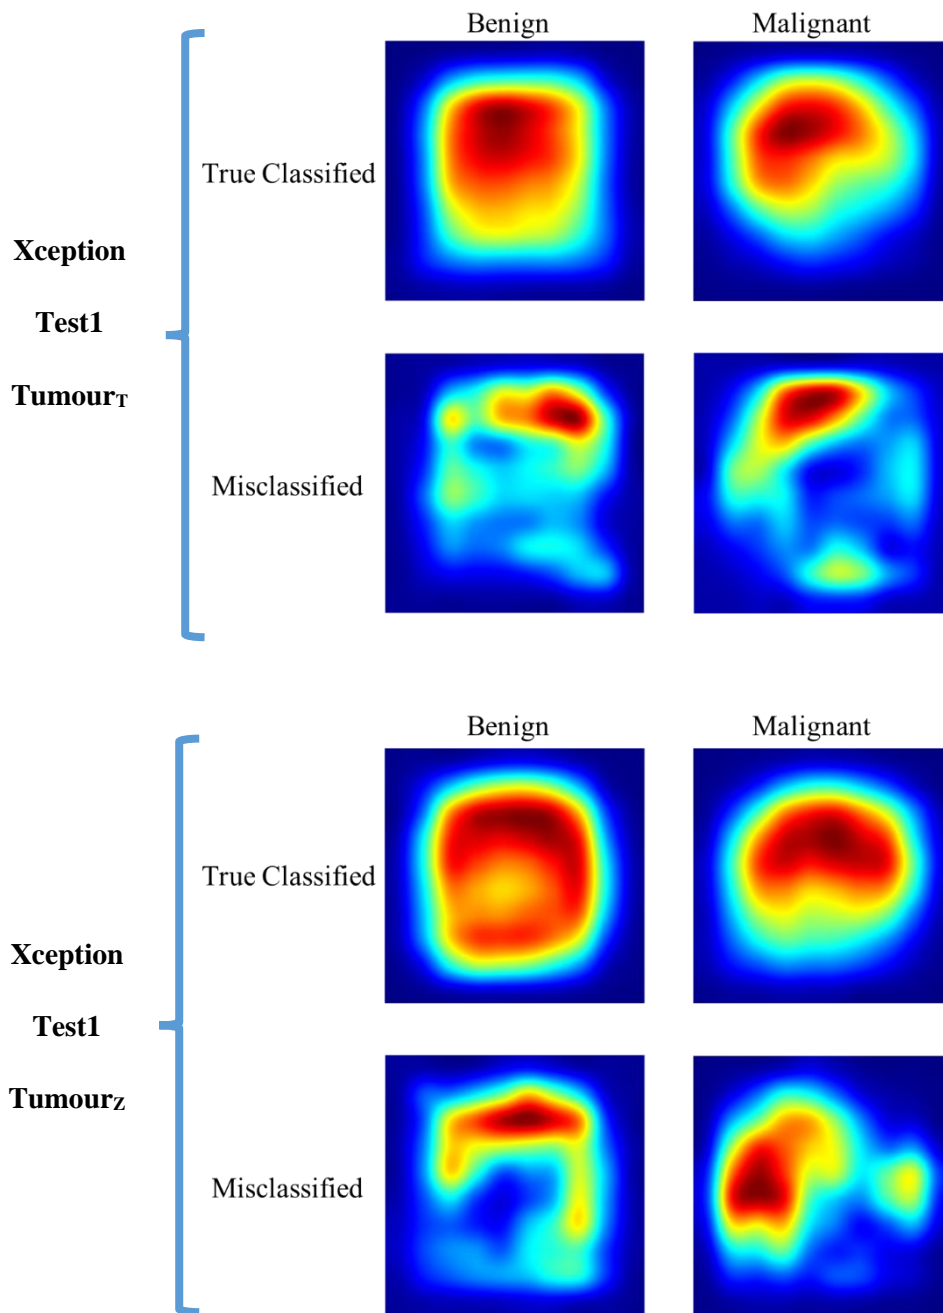 Benign Malignant
True Classified
Xception
Test1
TumourT
Misclassified
Benign Malignant
True Classified
Xception
Test1
TumourZ
Misclassified